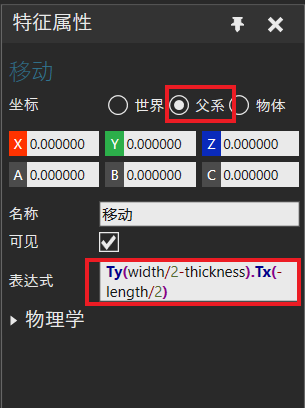 特征属性
移动
坐标 世界 父系 物体
X 0.000000 Y 0.000000 Z 0.000000
A 0.000000 B 0.000000 C 0.000000
名称 移动
可见
表达式 Ty(width/2-thickness).Tx(-
length/2)
物理学